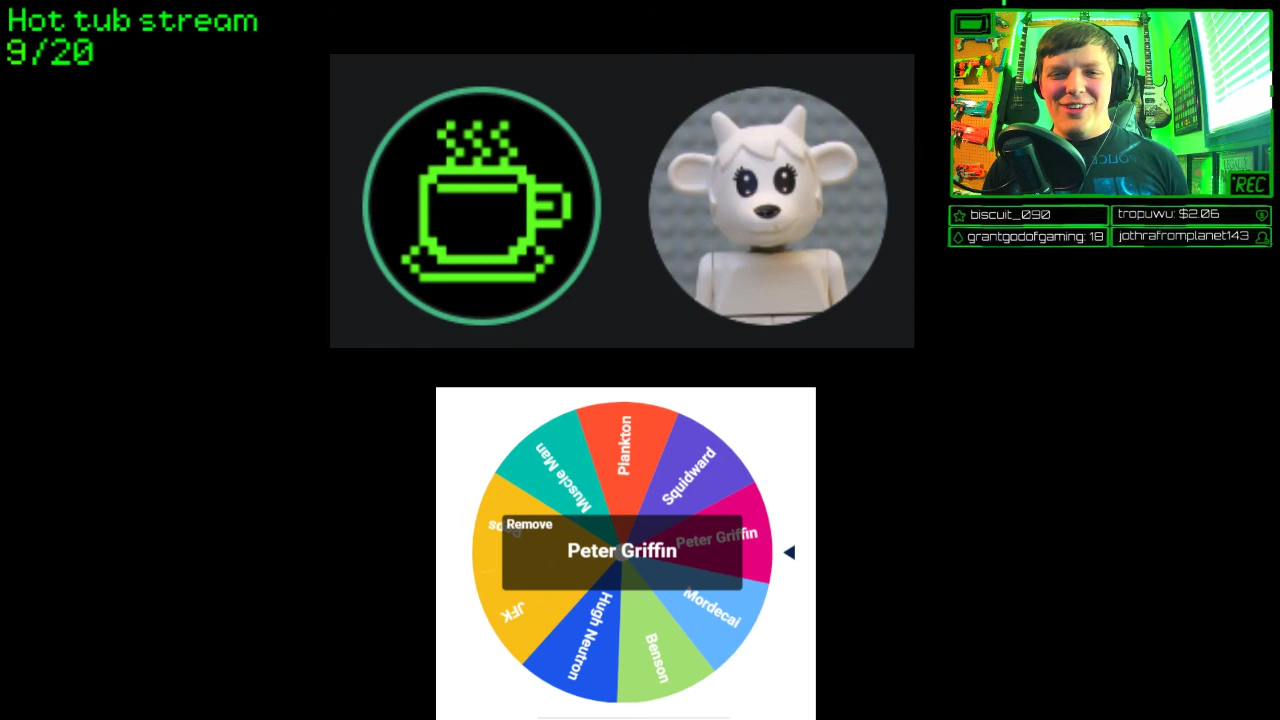 Hot tub stream
9/20
REC
biscuit_090
tropuwu: $2.06
grantgodofgaming: 18
jothrafromplanet143
Plankton
Squidward
Muscle Man
Remove
Peter Griffin
Peter Griffin
JFK
Hugh Neutron
Benson
Mordecai